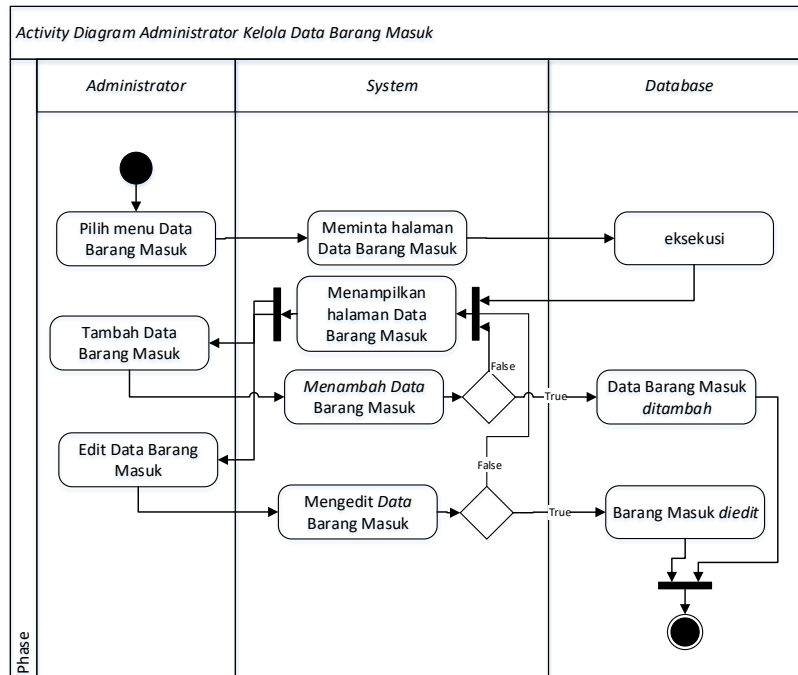 Activity Diagram Administrator Kelola Data Barang Masuk
Administrator
System
Database
Pilih menu Data
Barang Masuk
Meminta halaman
Data Barang Masuk
eksekusi
Menampilkan
halaman Data
Barang Masuk
Tambah Data
Barang Masuk
False
Menambah Data
Barang Masuk
True
Data Barang Masuk
ditambah
Edit Data Barang
Masuk
False
Mengedit Data
Barang Masuk
True
Barang Masuk diedit
Phase